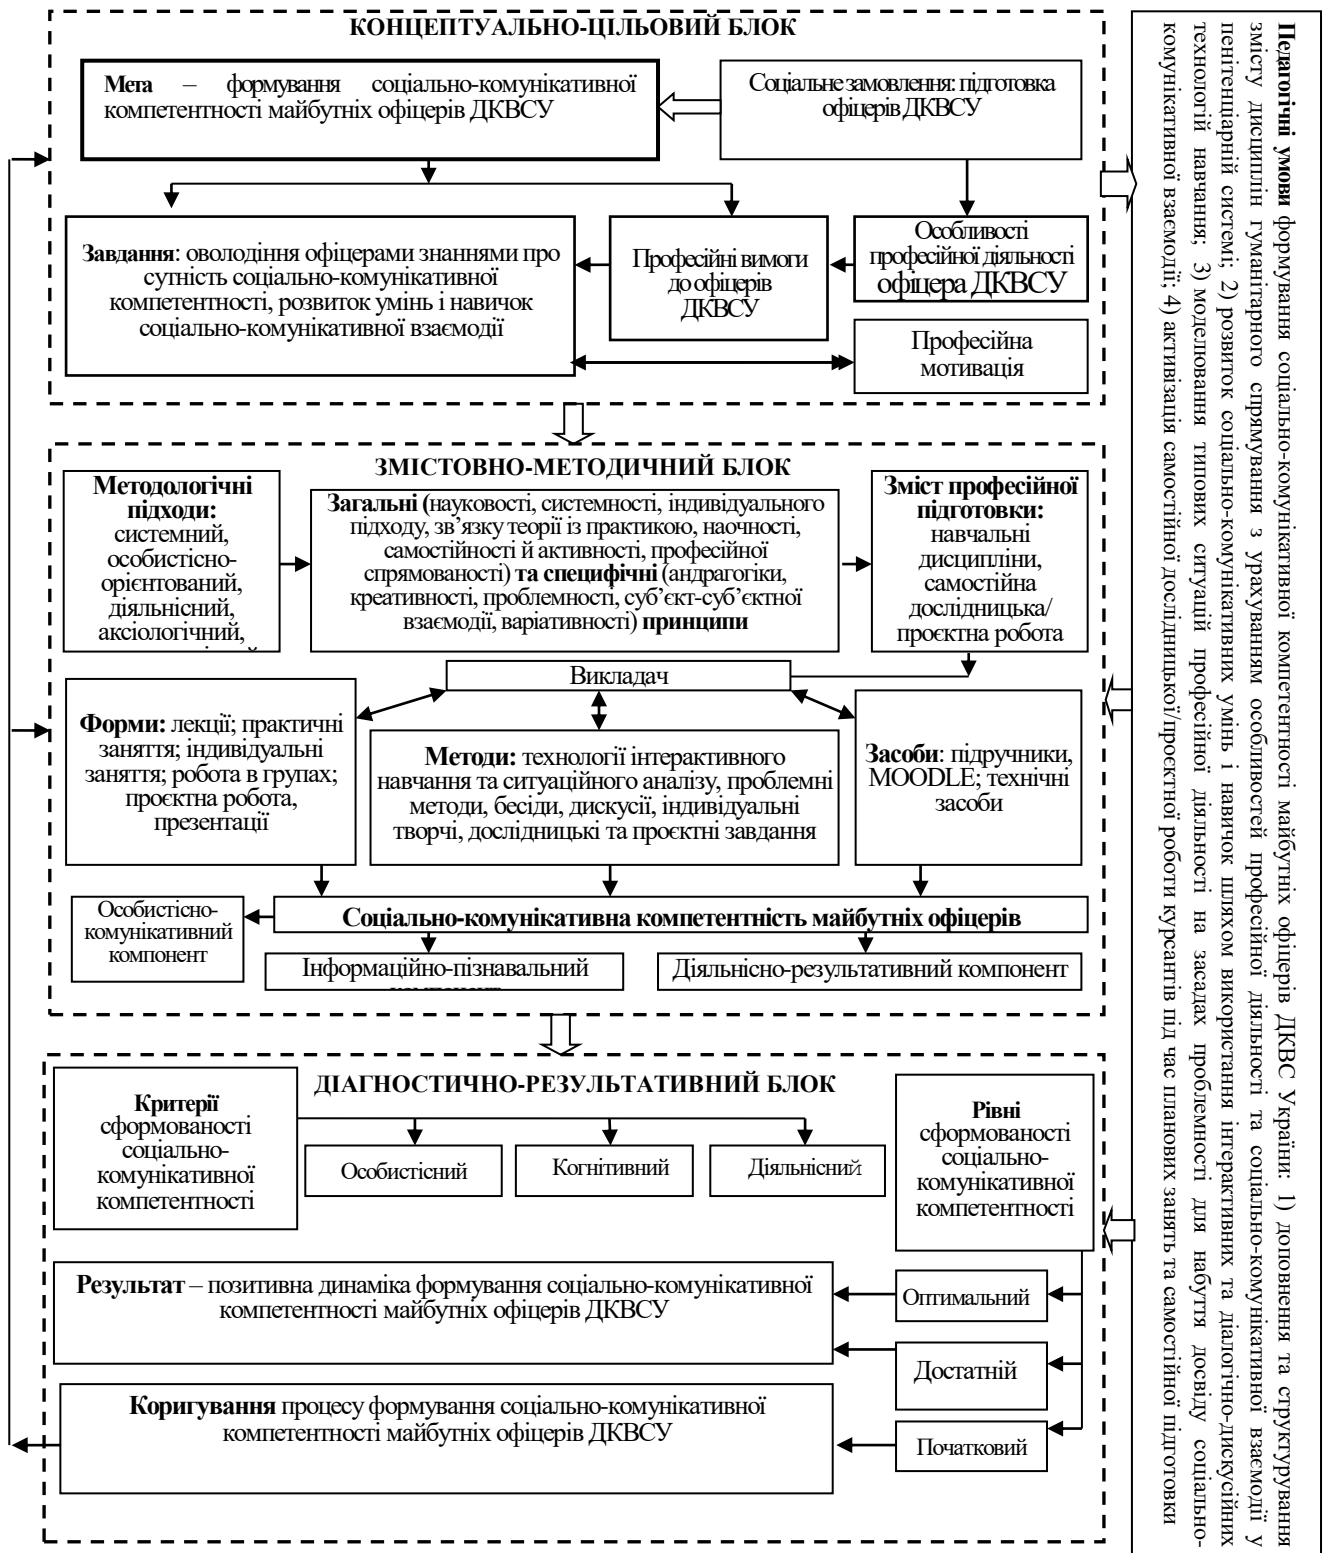 КОНЦЕПТУАЛЬНО-ЦІЛЬОВИЙ БЛОК
Мета – формування соціально-комунікативної
компетентності майбутніх офіцерів ДКВСУ
Соціальне замовлення: підготовка
офіцерів ДКВСУ
Завдання: оволодіння офіцерами знаннями про
сутність соціально-комунікативної
компетентності, розвиток умінь і навичок
соціально-комунікативної взаємодії
Професійні вимоги
до офіцерів
ДКВСУ
Особливості
професійної діяльності
офіцера ДКВСУ
Професійна
мотивація
ЗМІСТОВНО-МЕТОДИЧНИЙ БЛОК
Методологічні
підходи:
системний,
особистісно-
орієнтований,
діяльнісний,
аксіологічний,
Загальні (науковості, системності, індивідуального
підходу, зв’язку теорії із практикою, наочності,
самостійності й активності, професійної
спрямованості) та специфічні (андрагогіки,
креативності, проблемності, суб’єкт-суб’єктної
взаємодії, варіативності) принципи
Зміст професійної
підготовки:
навчальні
дисципліни,
самостійна
дослідницька/
проєктна робота
Викладач
Форми: лекції; практичні
заняття; індивідуальні
заняття; робота в групах;
проєктна робота,
презентації
Методи: технології інтерактивного
навчання та ситуаційного аналізу, проблемні
методи, бесіди, дискусії, індивідуальні
творчі, дослідницькі та проєктні завдання
Засоби: підручники,
MOODLE; технічні
засоби
Соціально-комунікативна компетентність майбутніх офіцерів
Особистісно-
комунікативний
компонент
Інформаційно-пізнавальний
Діяльнісно-результативний компонент
ДІАГНОСТИЧНО-РЕЗУЛЬТАТИВНИЙ БЛОК
Критерії
сформованості
соціально-
комунікативної
компетентності
Особистісний
Когнітивний
Діяльнісний
Рівні
сформованості
соціально-
комунікативної
компетентності
Результат – позитивна динаміка формування соціально-комунікативної
компетентності майбутніх офіцерів ДКВСУ
Оптимальний
Достатній
Коригування процесу формування соціально-комунікативної
компетентності майбутніх офіцерів ДКВСУ
Початковий
Педагогічні умови формування соціально-комунікативної компетентності майбутніх офіцерів ДКВС України: 1) доповнення та структурування
змісту дисциплін гуманітарного спрямування з урахуванням особливостей професійної діяльності та соціально-комунікативної взаємодії у
пенітенціарній системі; 2) розвиток соціально-комунікативних умінь і навичок шляхом використання інтерактивних та діалогічно-дискусійних
технологій навчання; 3) моделювання типових ситуацій професійної діяльності на засадах проблемності для набуття досвіду соціально-
комунікативної взаємодії; 4) активізація самостійної дослідницької/проектної роботи курсантів під час планових занять та самостійної підготовки